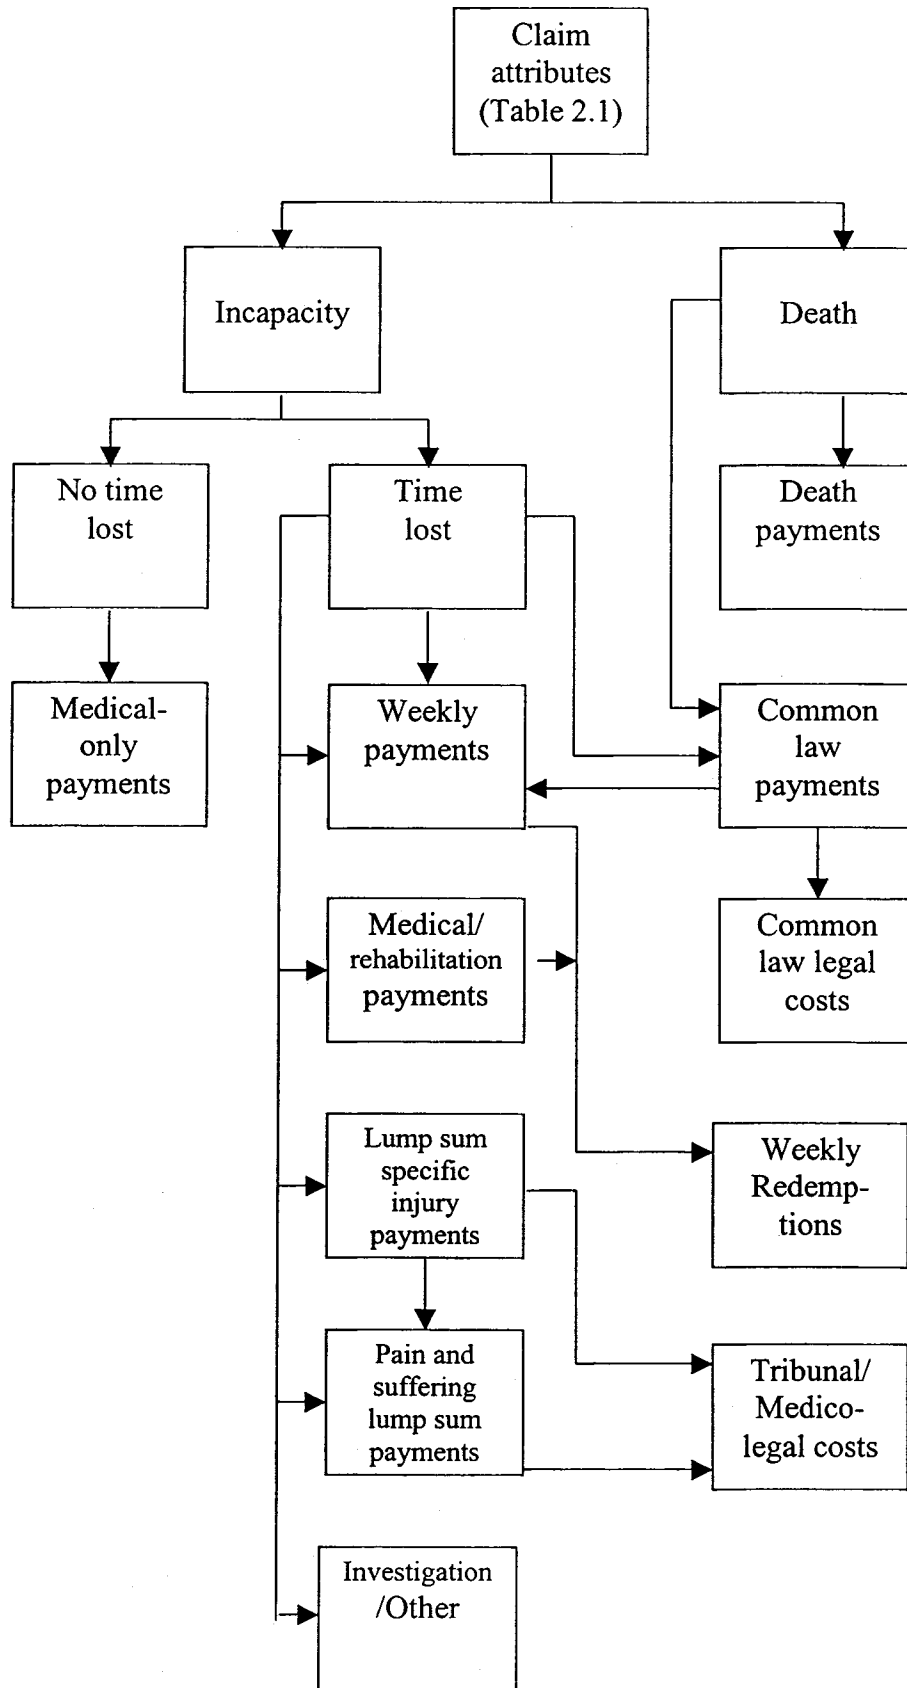 Claim
attributes
(Table 2.1)
Incapacity
Death
No time
lost
Time
lost
Death
payments
Medical-
only
payments
Weekly
payments
Common
law
payments
Medical/
rehabilitation
payments
Common
law legal
costs
Lump sum
specific
injury
payments
Weekly
Redemp-
tions
Pain and
suffering
lump sum
payments
Tribunal/
Medico-
legal costs
Investigation
/Other